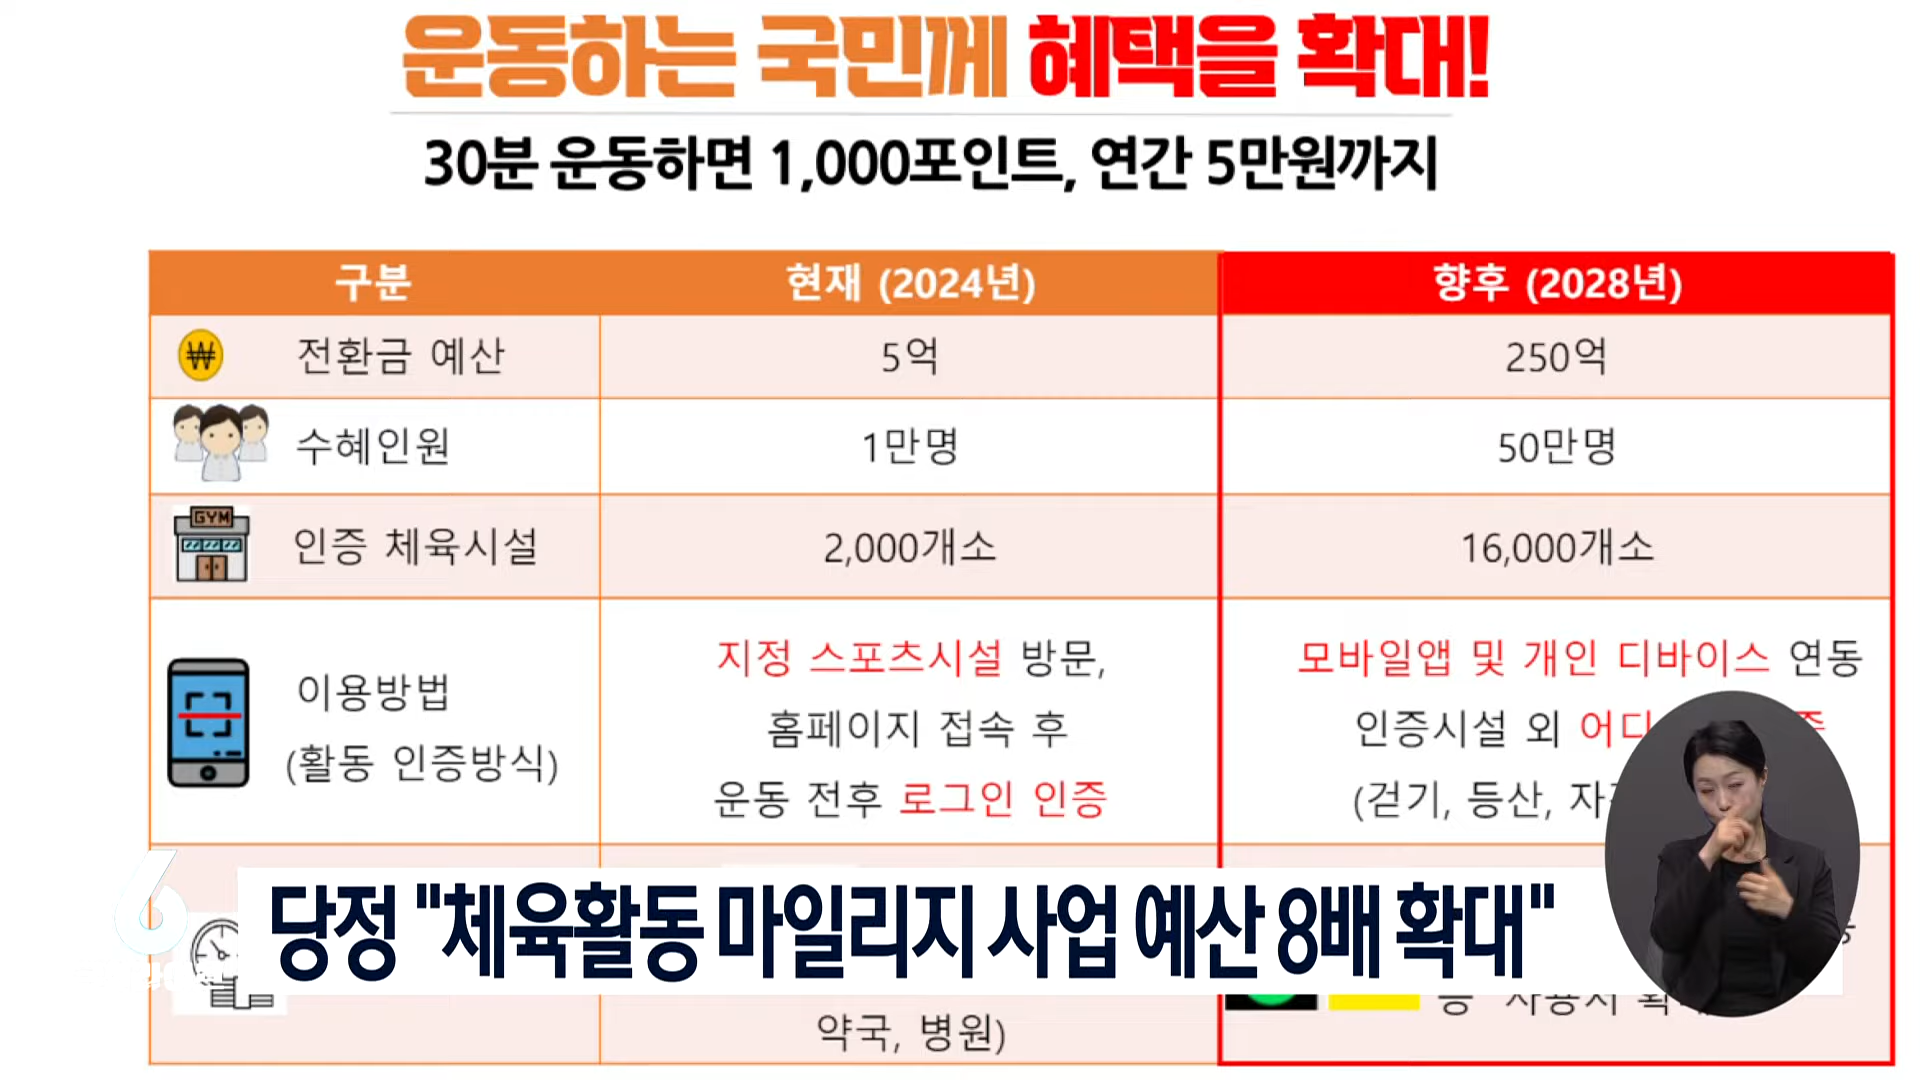 운동하는 국민께 혜택을 확대!
30분 운동하면 1,000포인트, 연간 5만원까지
구분 현재 (2024년) 향후 (2028년)
₩ 전환금 예산 5억 250억
수혜인원 1만명 50만명
GYM 인증 체육시설 2,000개소 16,000개소
이용방법
(활동 인증방식)
지정 스포츠시설 방문,
홈페이지 접속 후
운동 전후 로그인 인증
모바일앱 및 개인 디바이스 연동
인증시설 외
(걷기, 등산,
6
당정 "체육활동 마일리지 사업 예산 8배 확대"
약국, 병원)